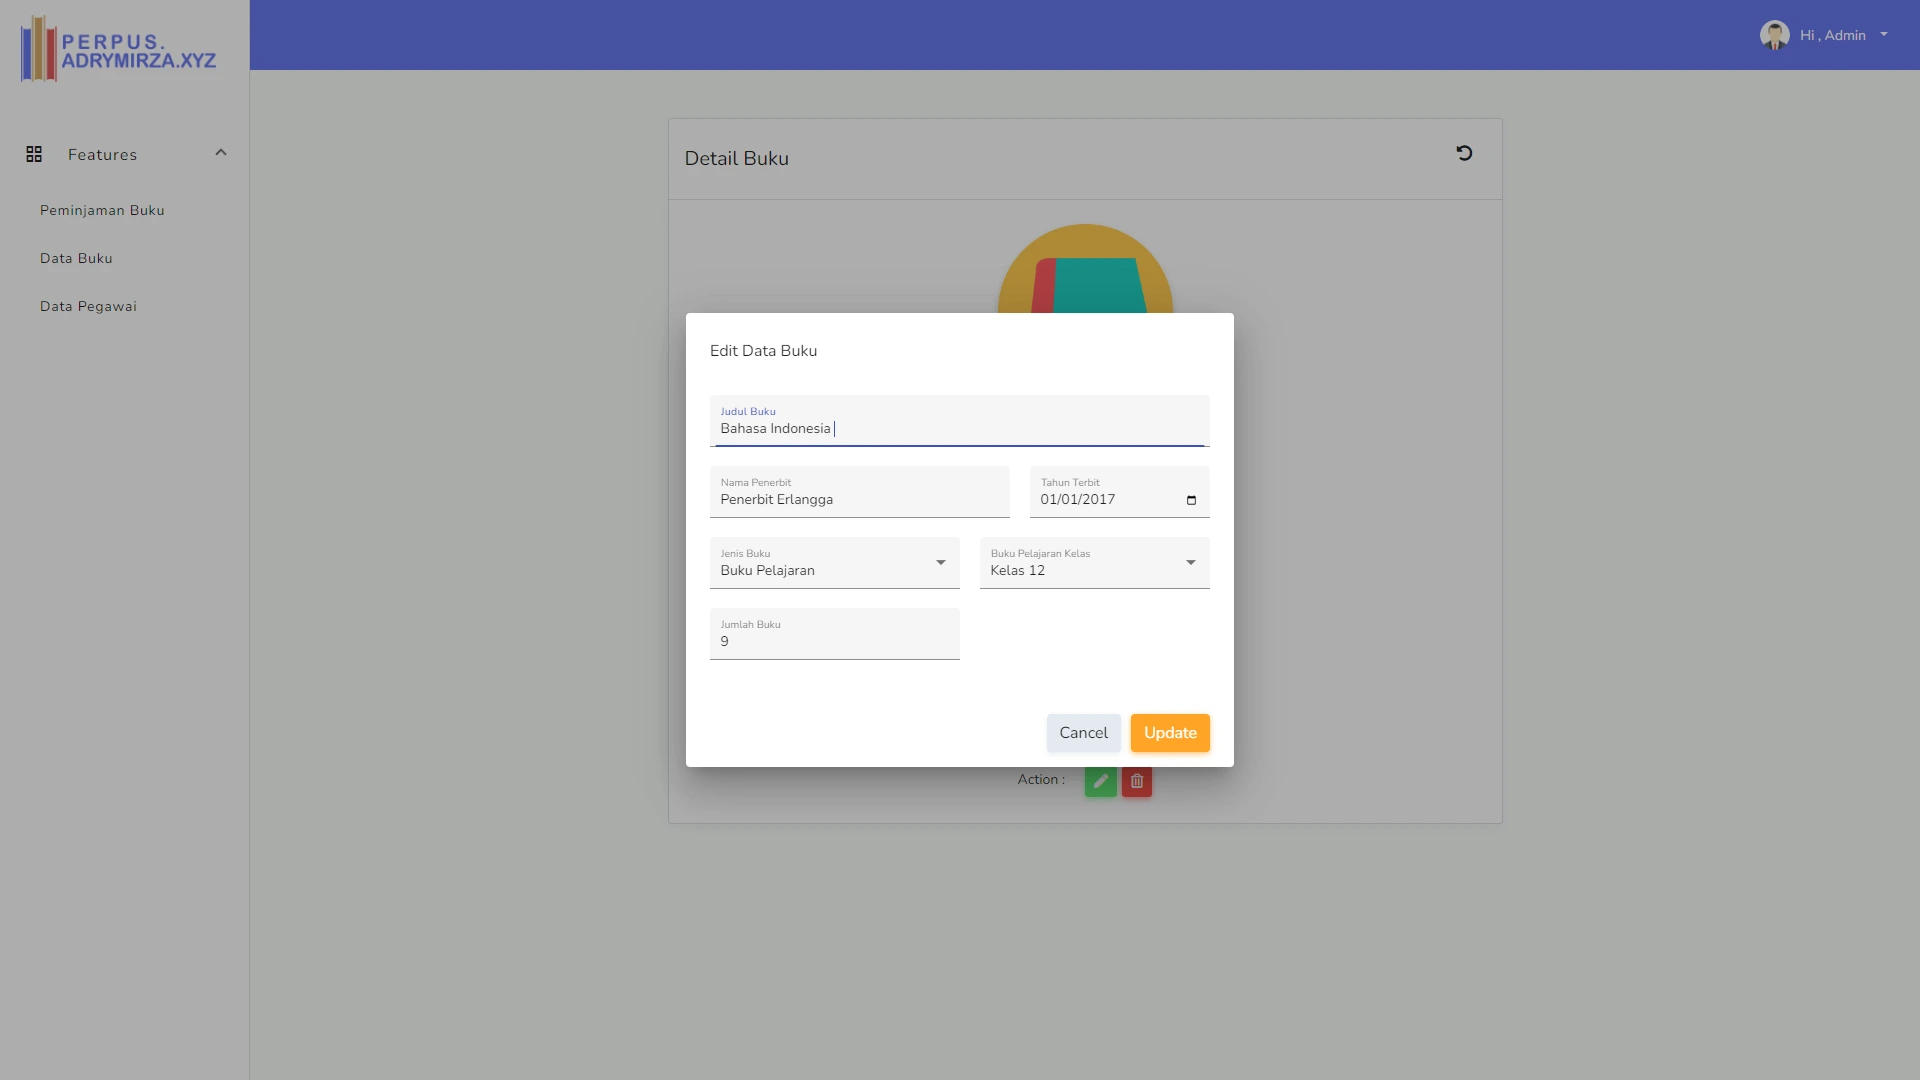 PERPUS.
ADRYMIRZA.XYZ
Hi , Admin
Features
Peminjaman Buku
Data Buku
Data Pegawai
Detail Buku
Edit Data Buku
Judul Buku
Bahasa Indonesia
Nama Penerbit
Penerbit Erlangga
Tahun Terbit
01/01/2017
Jenis Buku
Buku Pelajaran
Buku Pelajaran Kelas
Kelas 12
Jumlah Buku
9
Cancel
Update
Action :